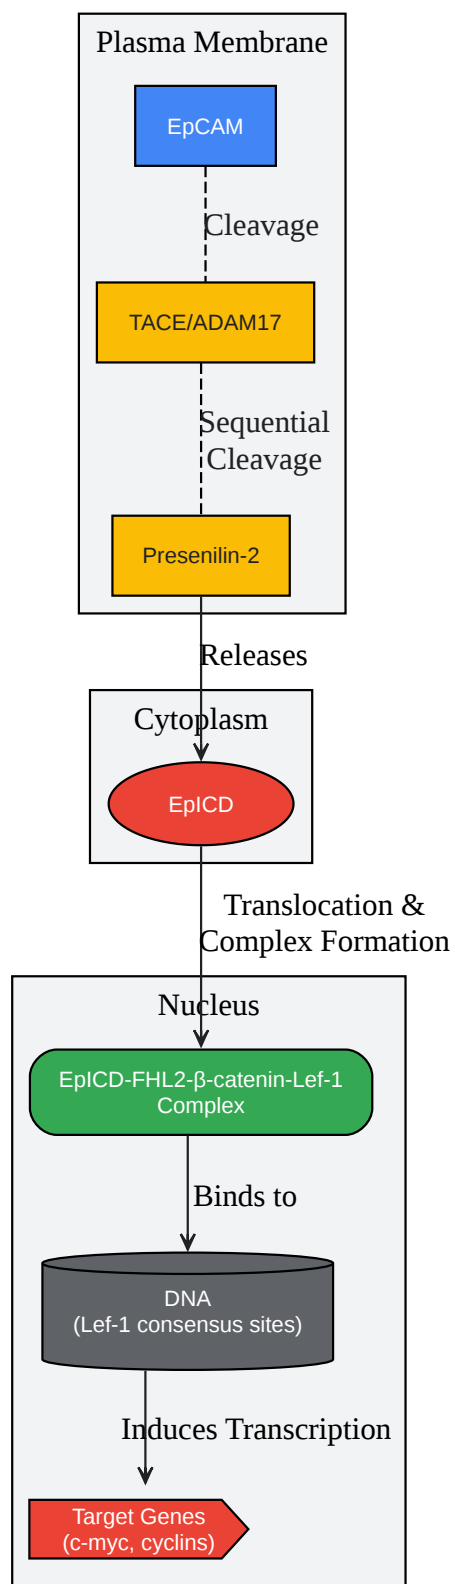 Plasma Membrane
EpCAM
Cleavage
TACE/ADAM17
Sequential
Cleavage
Presenilin-2
Releases
Cytoplasm
EpICD
Translocation &
Complex Formation
Nucleus
EpICD-FHL2-β-catenin-Lef-1
Complex
Binds to
DNA
(Lef-1 consensus sites)
Induces Transcription
Target Genes
(c-myc, cyclins)